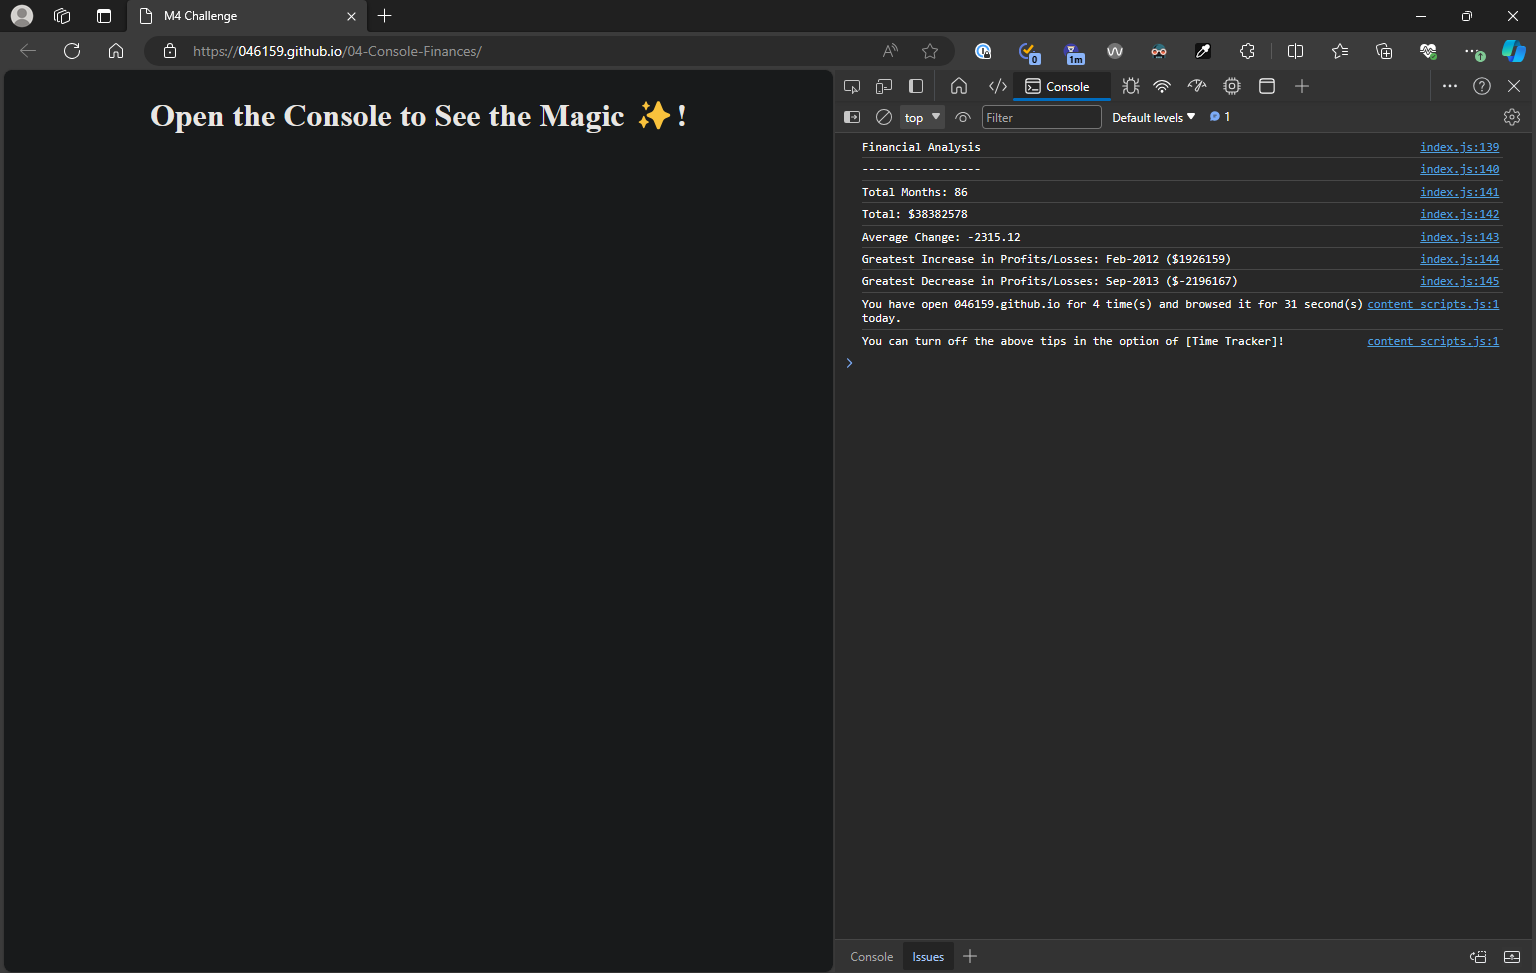 M4 Challenge
https://046159.github.io/04-Console-Finances/
0
1m
Open the Console to See the Magic ✨!
Console
top
Filter
Default levels
1
Financial Analysis index.js:139
------------------ index.js:140
Total Months: 86 index.js:141
Total: $38382578 index.js:142
Average Change: -2315.12 index.js:143
Greatest Increase in Profits/Losses: Feb-2012 ($1926159) index.js:144
Greatest Decrease in Profits/Losses: Sep-2013 ($-2196167) index.js:145
You have open 046159.github.io for 4 time(s) and browsed it for 31 second(s) content_scripts.js:1
today.
You can turn off the above tips in the option of [Time Tracker]! content_scripts.js:1
Console
Issues